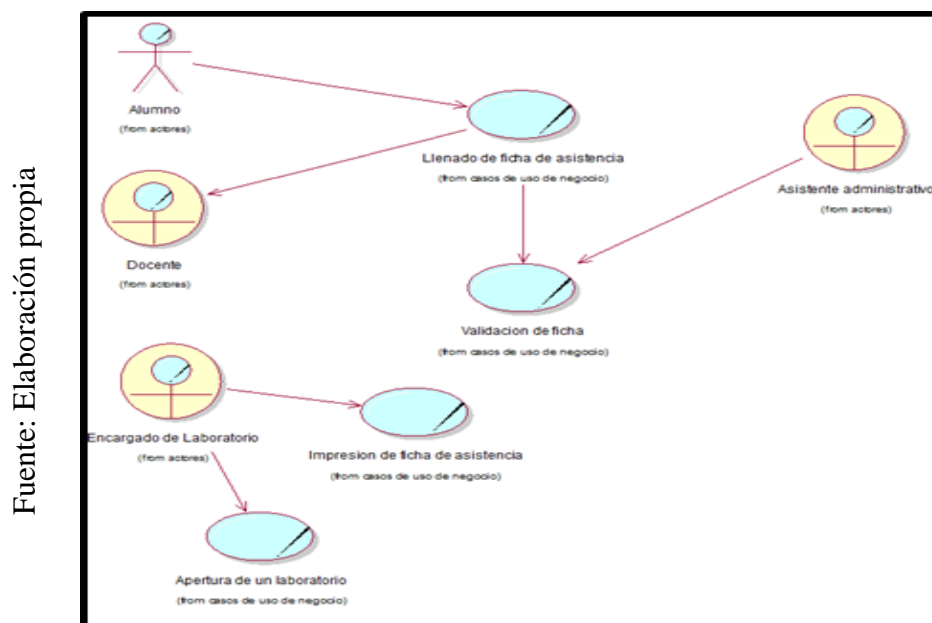 Fuente: Elaboración propia
Alumno
(from actores)
Llenado de ficha de asistencia
(from casos de uso de negocio)
Asistente administrativo
(from actores)
Docente
(from actores)
Validacion de ficha
(from casos de uso de negocio)
Encargado de Laboratorio
(from actores)
Impresion de ficha de asistencia
(from casos de uso de negocio)
Apertura de un laboratorio
(from casos de uso de negocio)